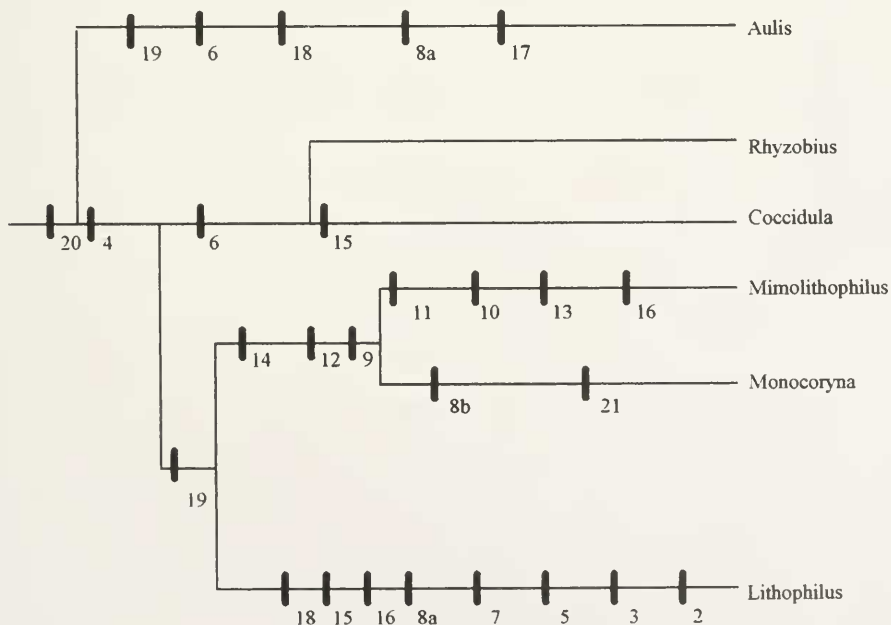 Aulis
19 6 18 8a 17
Rhyzobius
Coccidula
20 4 6 15
Mimolithophilus
11 10 13 16
14 12 9
Monocoryna
8b 21
19
Lithophilus
18 15 16 8a 7 5 3 2